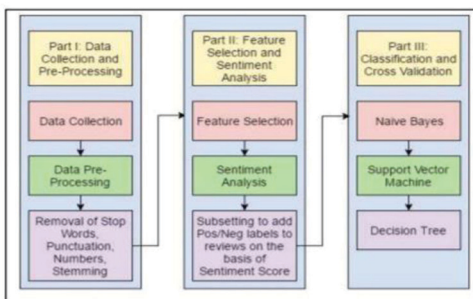 Part I: Data
Collection and
Pre-Processing
Data Collection
Data Pre-
Processing
Removal of Stop
Words,
Punctuation,
Numbers,
Stemming
Part II: Feature
Selection and
Sentiment
Analysis
Feature Selection
Sentiment
Analysis
Subsetting to add
Pos/Neg labels to
reviews on the
basis of
Sentiment Score
Part III:
Classification and
Cross Validation
Naive Bayes
Support Vector
Machine
Decision Tree